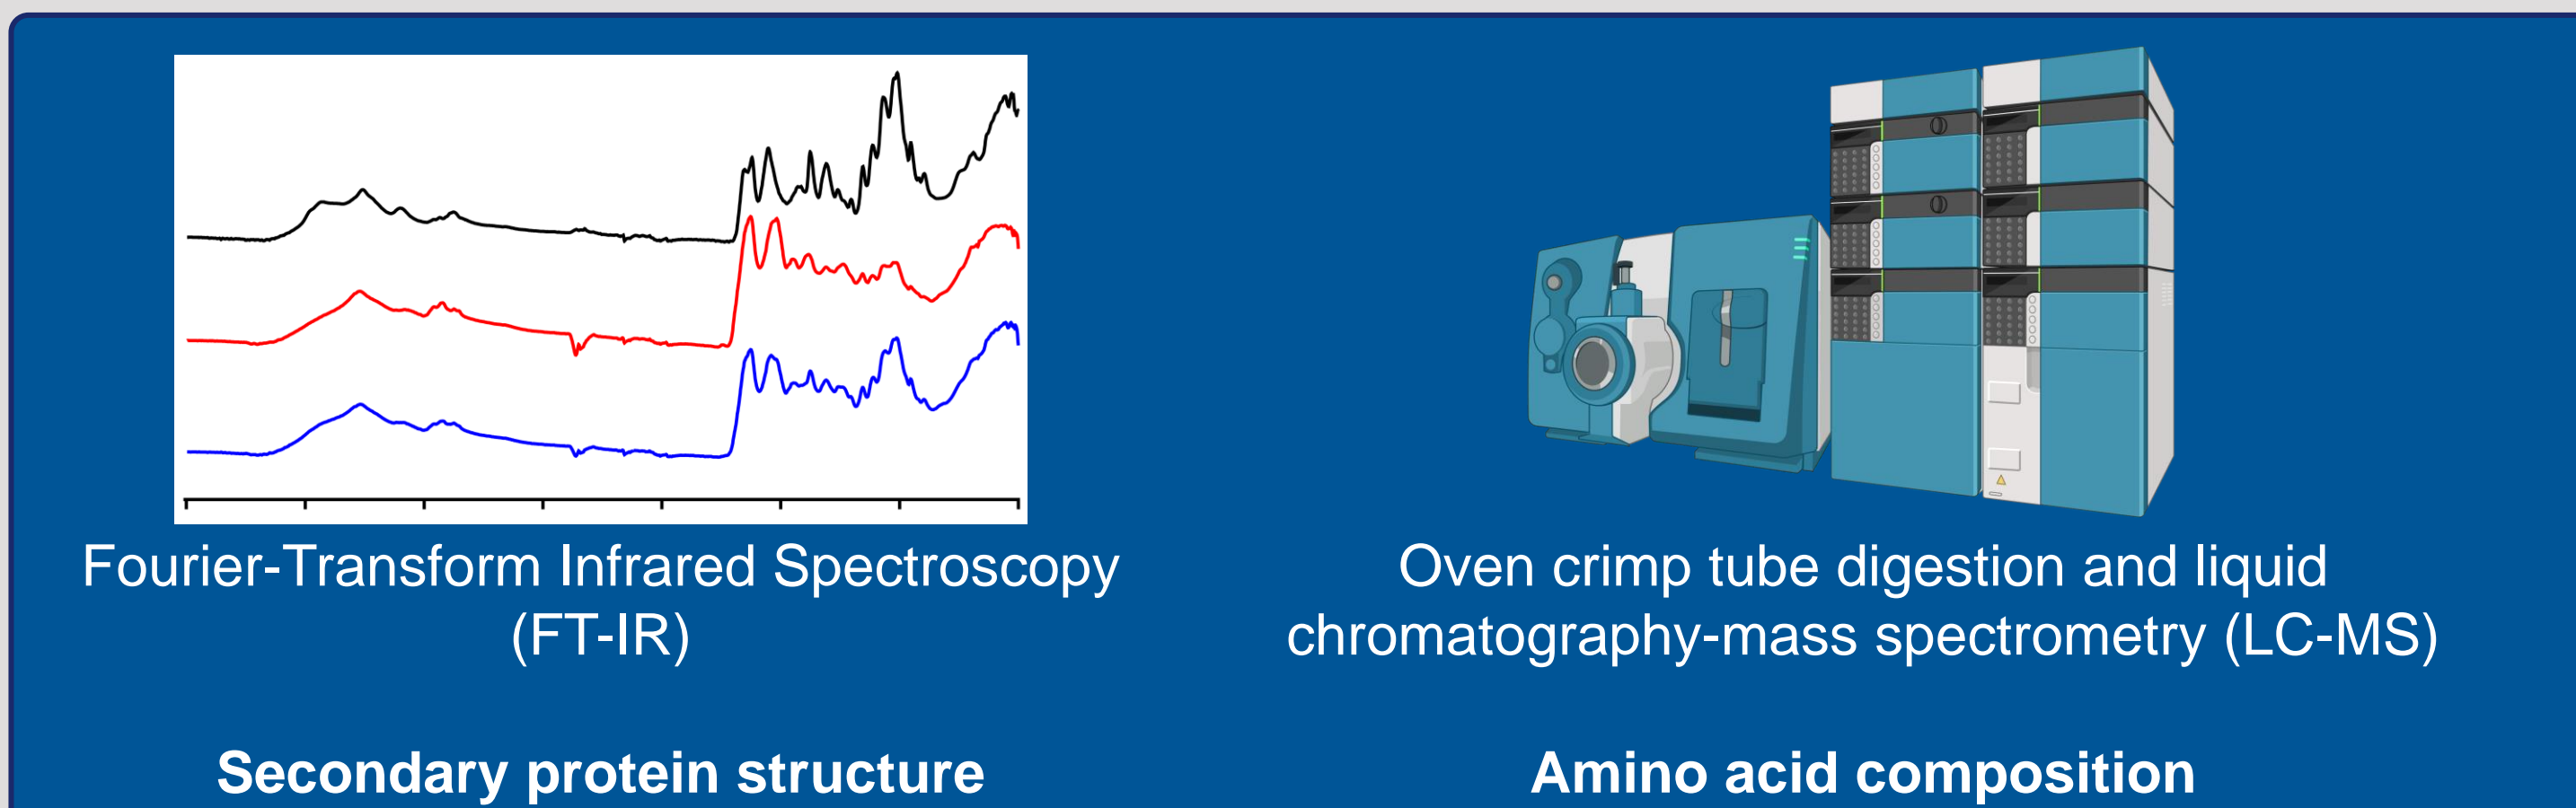 Fourier-Transform Infrared Spectroscopy
(FT-IR)
Secondary protein structure
Oven crimp tube digestion and liquid
chromatography-mass spectrometry (LC-MS)
Amino acid composition